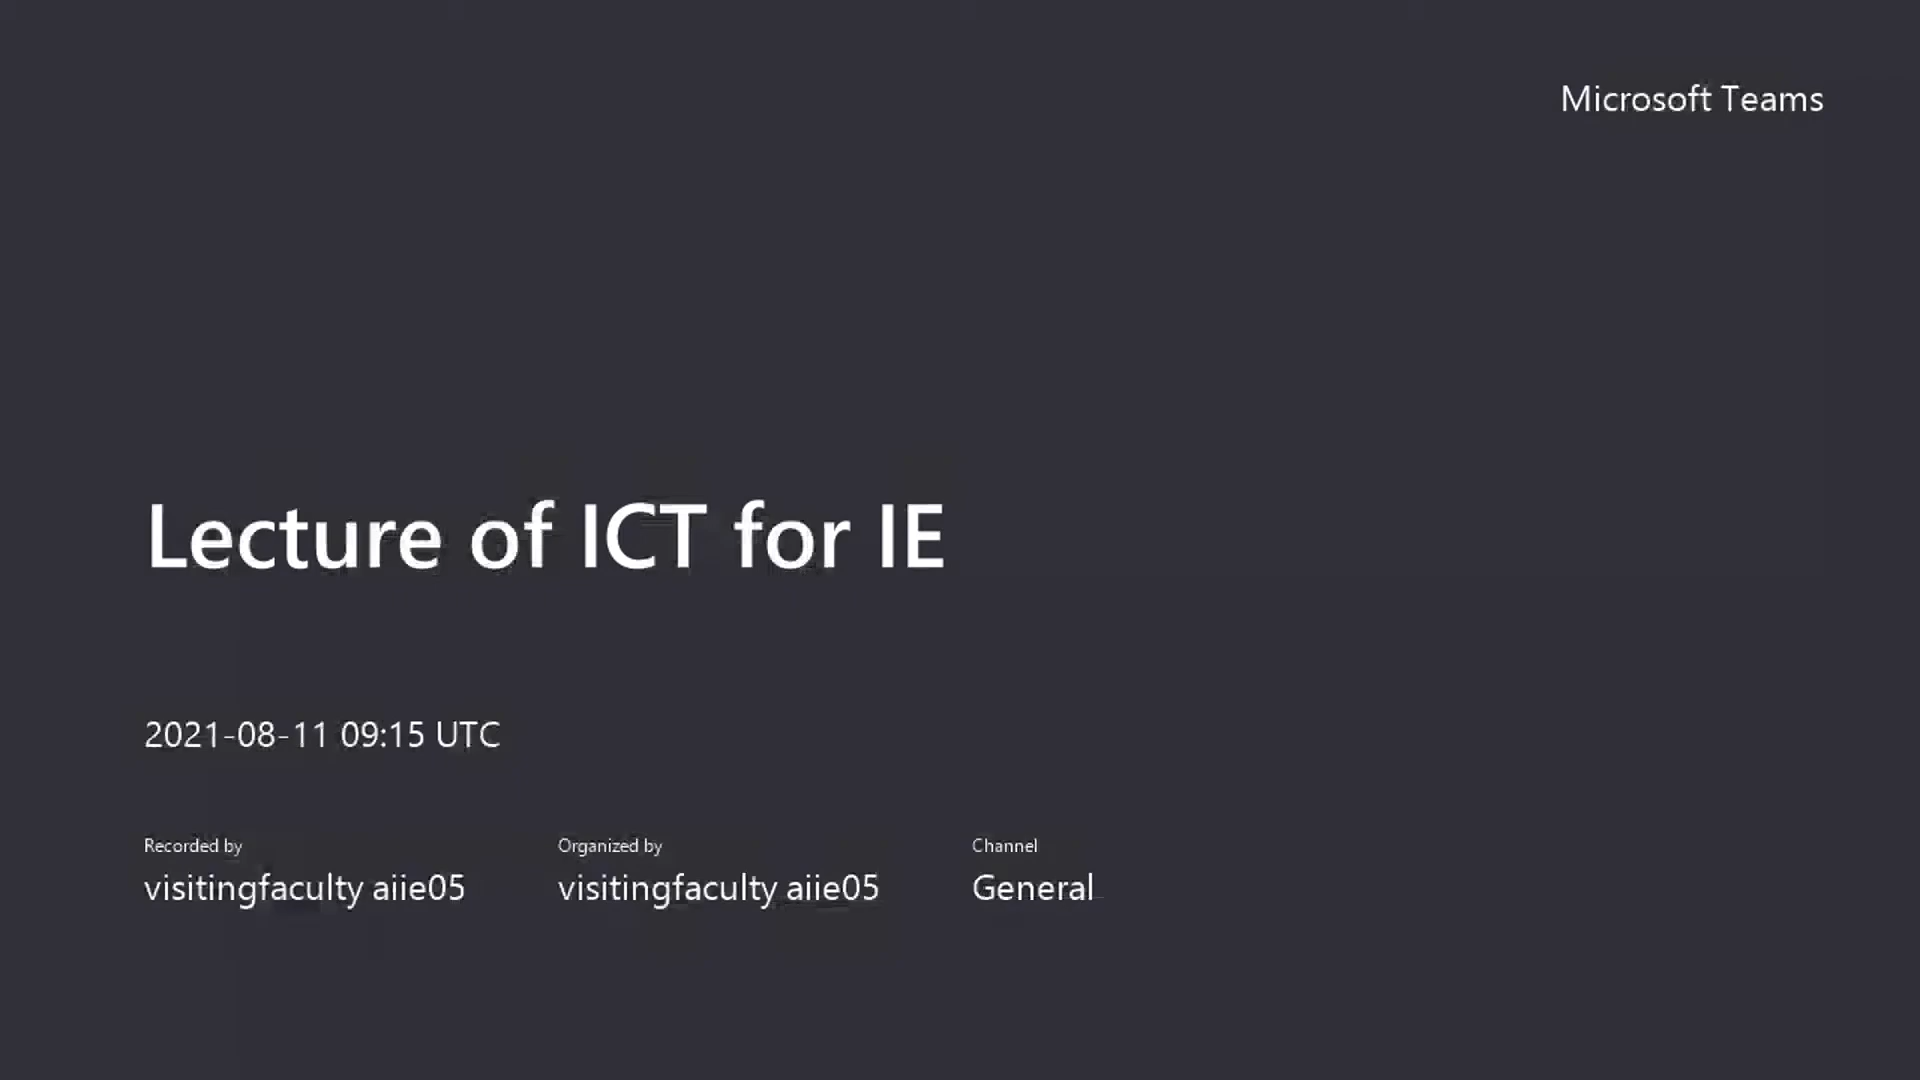 Microsoft Teams
Lecture of ICT for IE
2021-08-11 09:15 UTC
Recorded by
visitingfaculty aiie05
Organized by
visitingfaculty aiie05
Channel
General